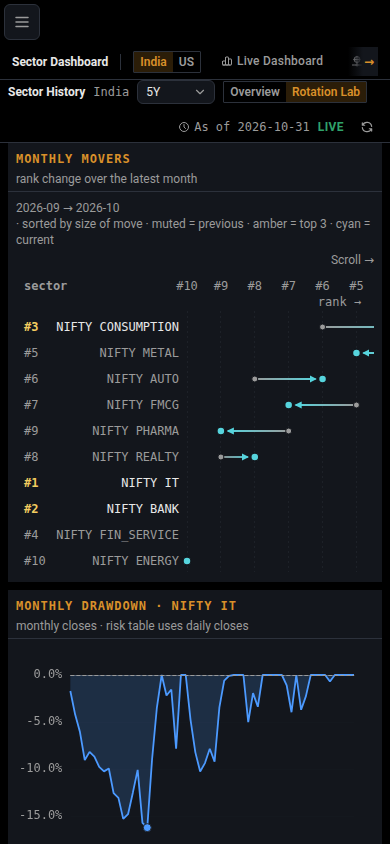 Sector Dashboard India US Live Dashboard →
Sector History India 5Y Overview Rotation Lab
As of 2026-10-31 LIVE
MONTHLY MOVERS
rank change over the latest month
2026-09 → 2026-10
· sorted by size of move · muted = previous · amber = top 3 · cyan =
current
Scroll →
sector #10 #9 #8 #7 #6 #5
rank →
#3 NIFTY CONSUMPTION
#5 NIFTY METAL
#6 NIFTY AUTO
#7 NIFTY FMCG
#9 NIFTY PHARMA
#8 NIFTY REALTY
#1 NIFTY IT
#2 NIFTY BANK
#4 NIFTY FIN_SERVICE
#10 NIFTY ENERGY
MONTHLY DRAWDOWN · NIFTY IT
monthly closes · risk table uses daily closes
0.0%
-5.0%
-10.0%
-15.0%